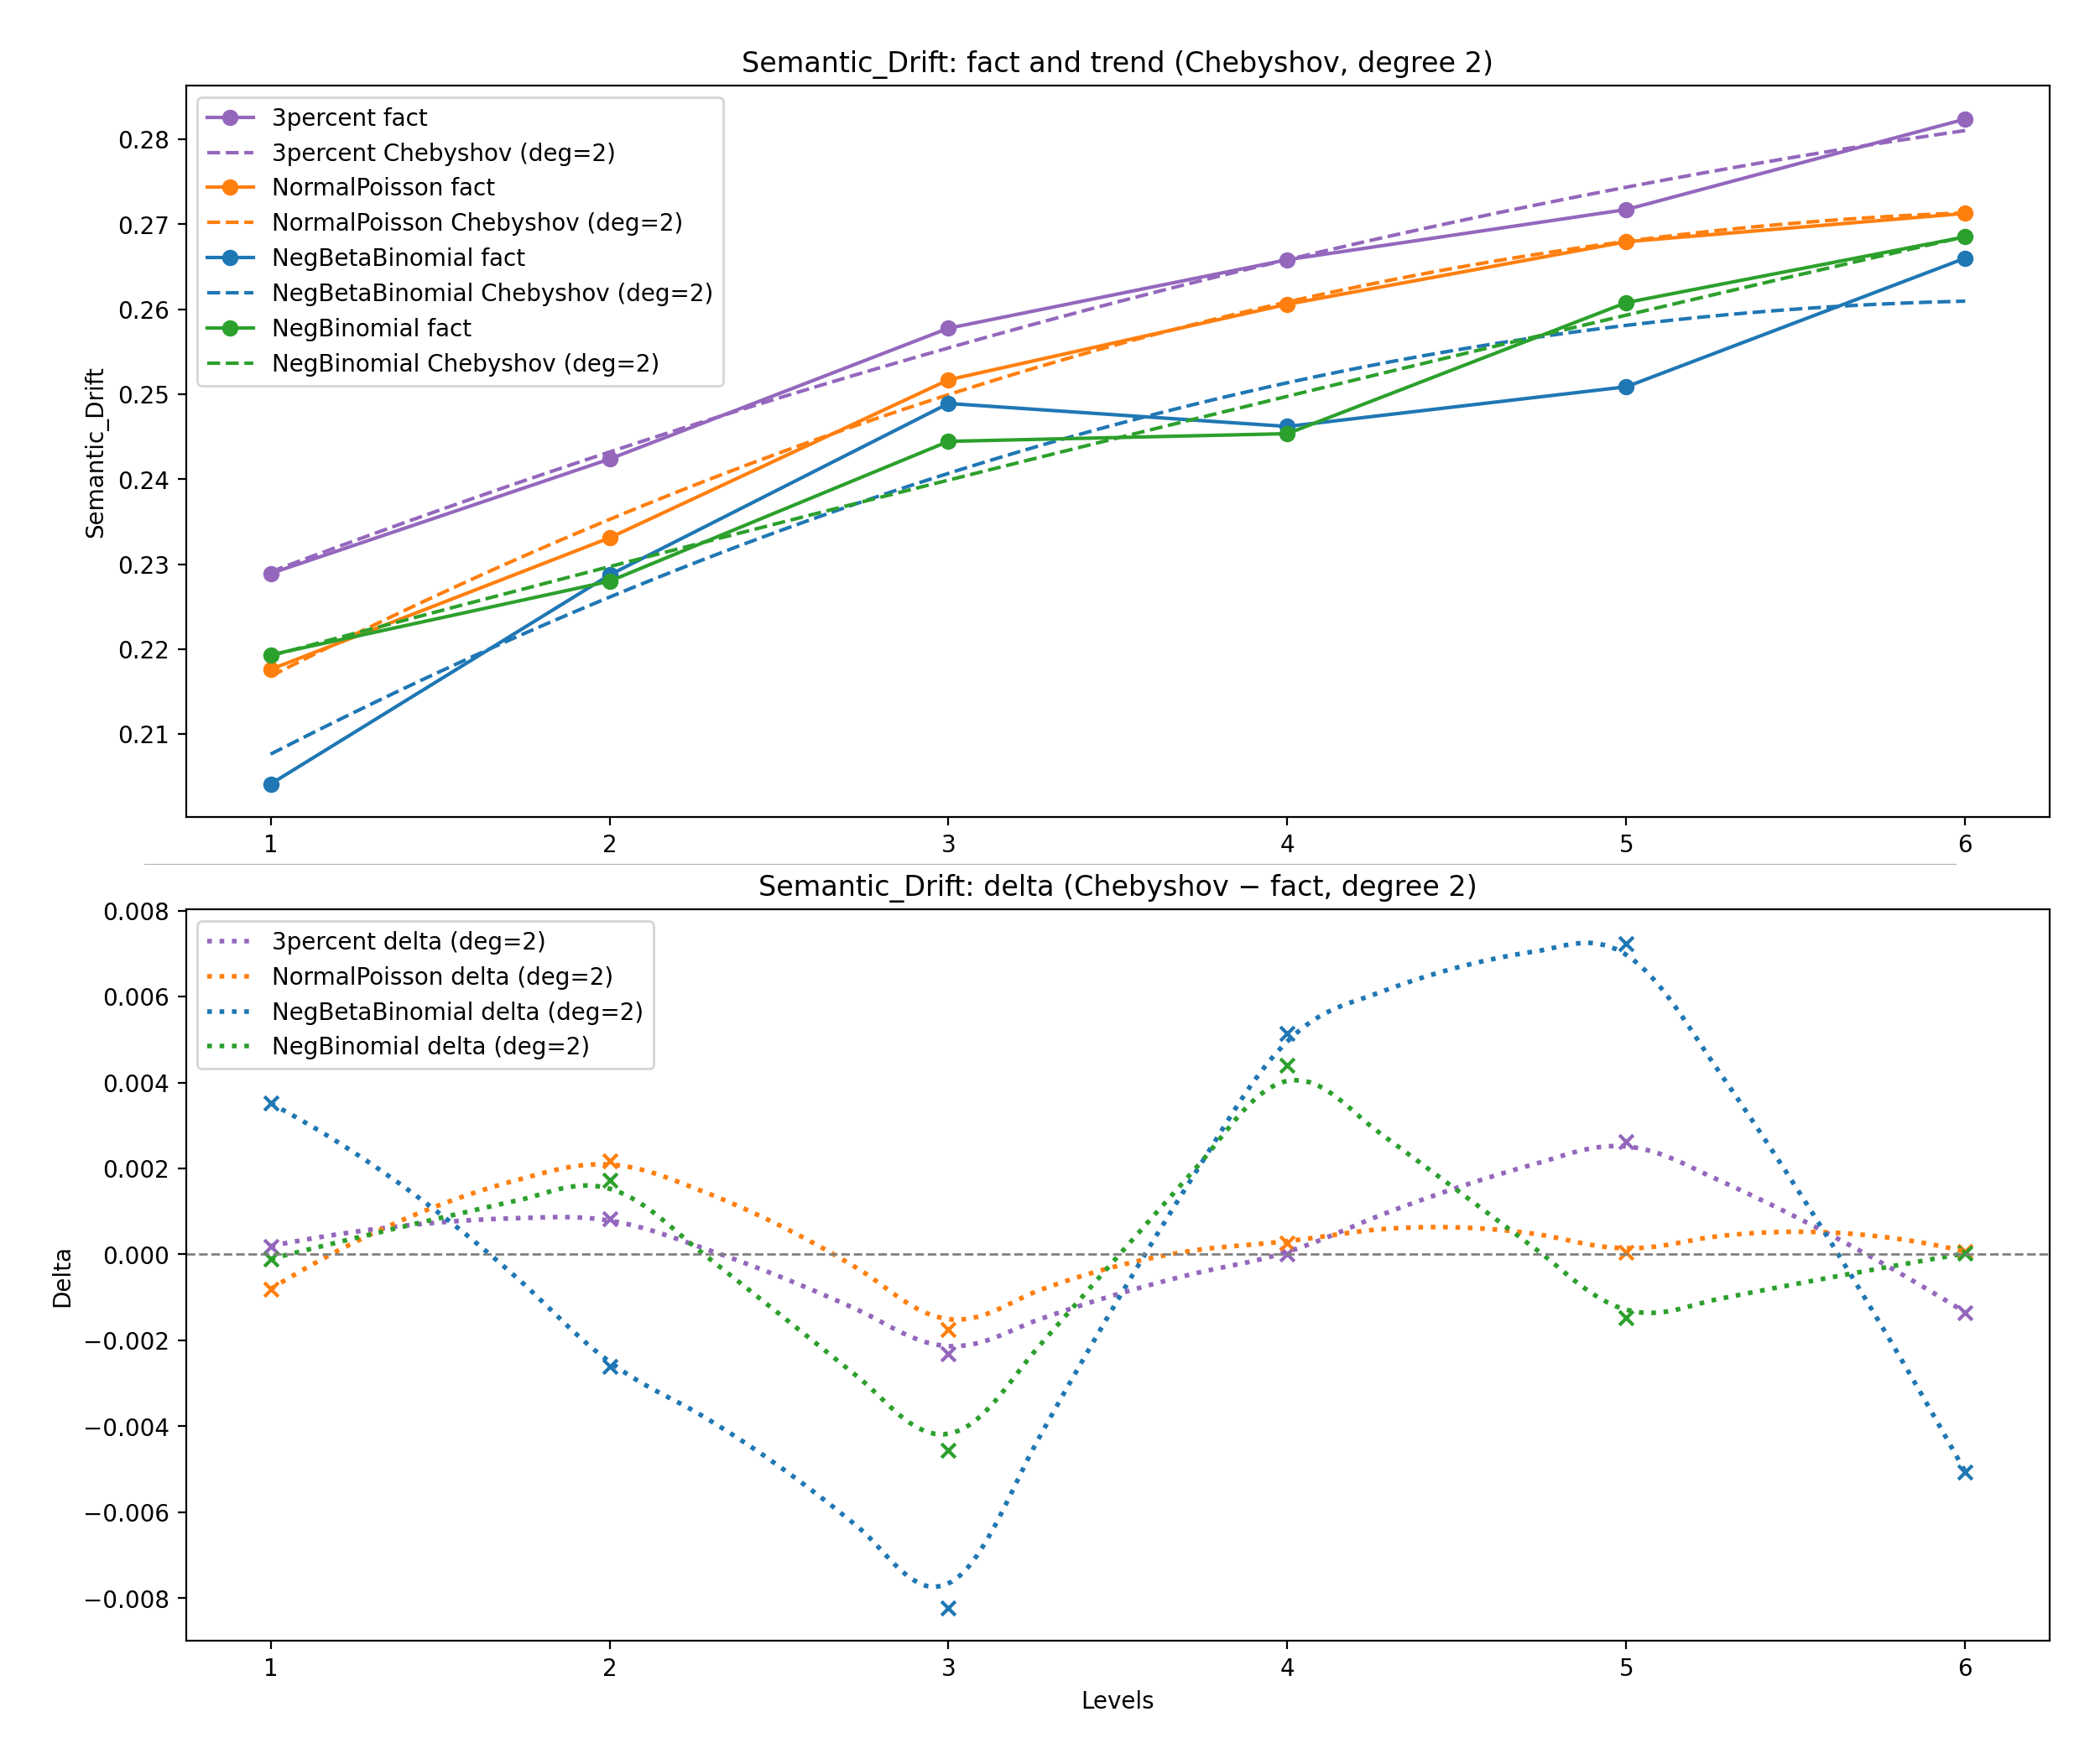 Semantic_Drift: fact and trend (Chebyshov, degree 2)
3percent fact
3percent Chebyshov (deg=2)
NormalPoisson fact
NormalPoisson Chebyshov (deg=2)
NegBetaBinomial fact
NegBetaBinomial Chebyshov (deg=2)
NegBinomial fact
NegBinomial Chebyshov (deg=2)
Semantic_Drift
0.28
0.27
0.26
0.25
0.24
0.23
0.22
0.21
1 2 3 4 5 6
Semantic_Drift: delta (Chebyshov − fact, degree 2)
3percent delta (deg=2)
NormalPoisson delta (deg=2)
NegBetaBinomial delta (deg=2)
NegBinomial delta (deg=2)
Delta
0.008
0.006
0.004
0.002
0.000
−0.002
−0.004
−0.006
−0.008
1 2 3 4 5 6
Levels